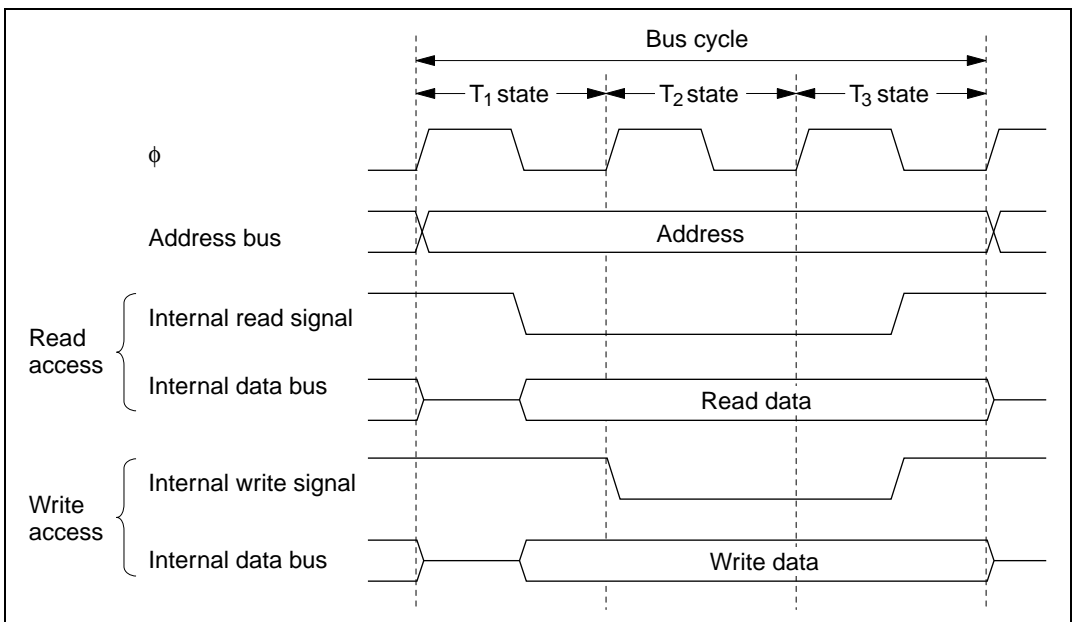 Bus cycle
T₁ state T₂ state T₃ state
ϕ
Address bus Address
Read access
Internal read signal
Internal data bus Read data
Write access
Internal write signal
Internal data bus Write data